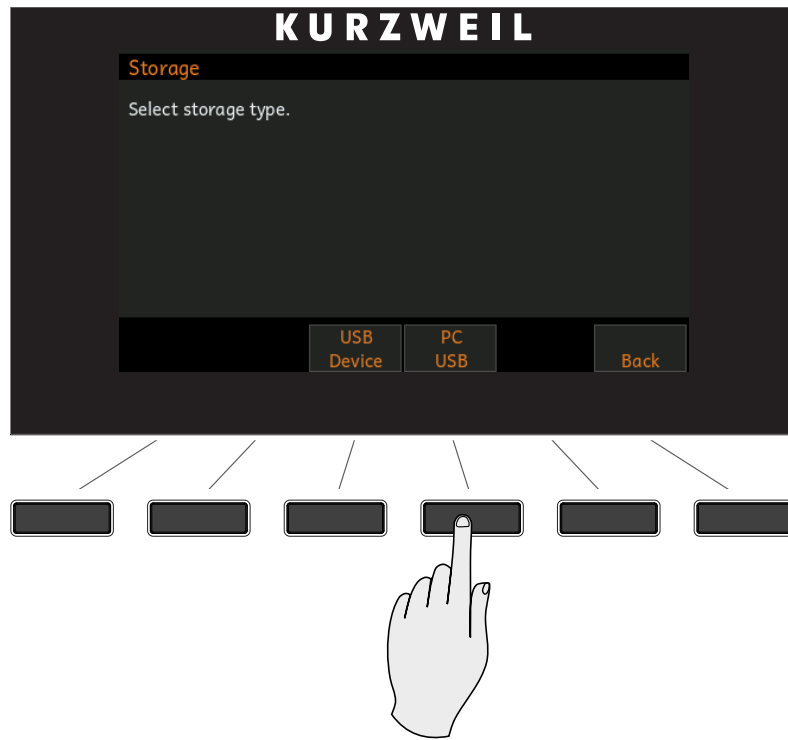 KURZWEIL
Storage
Select storage type.
USB PC
Device USB Back